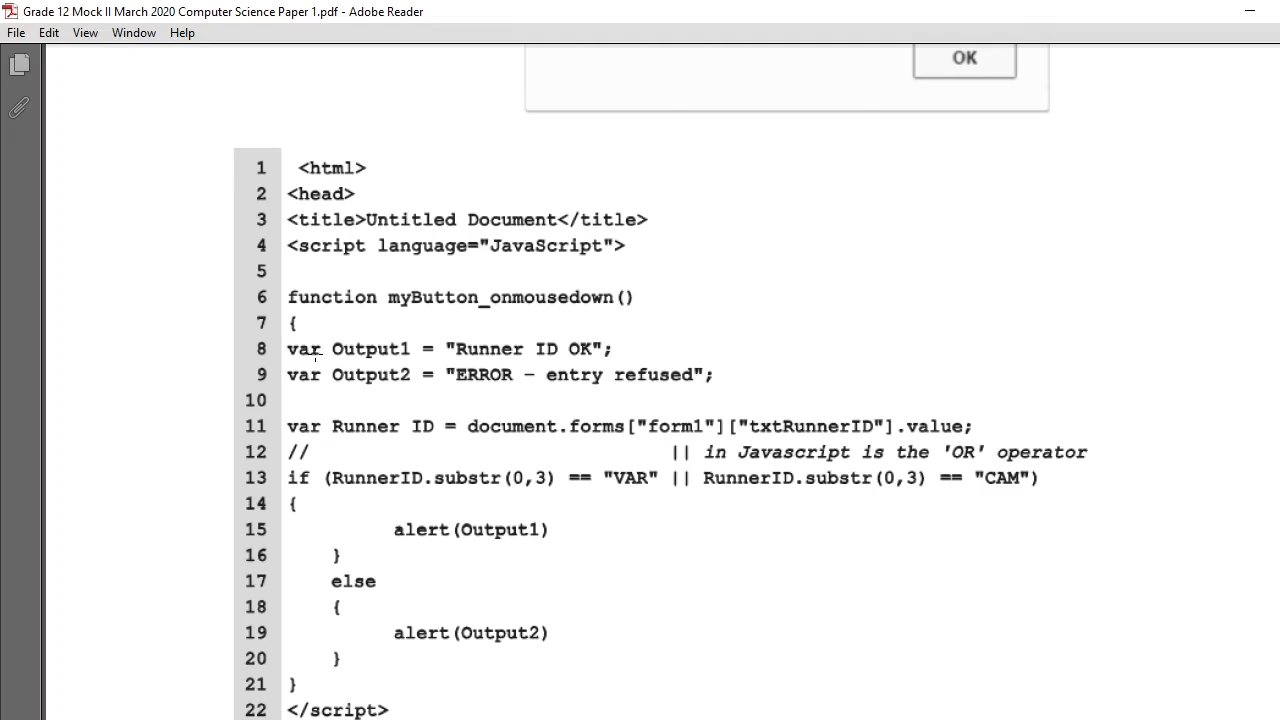 Grade 12 Mock II March 2020 Computer Science Paper 1.pdf - Adobe Reader
File Edit View Window Help
OK
1 <html>
2 <head>
3 <title>Untitled Document</title>
4 <script language="JavaScript">
5
6 function myButton_onmousedown()
7 {
8 var Output1 = "Runner ID OK";
9 var Output2 = "ERROR – entry refused";
10
11 var Runner ID = document.forms["form1"]["txtRunnerID"].value;
12 // || in Javascript is the 'OR' operator
13 if (RunnerID.substr(0,3) == "VAR" || RunnerID.substr(0,3) == "CAM")
14 {
15 alert(Output1)
16 }
17 else
18 {
19 alert(Output2)
20 }
21 }
22 </script>